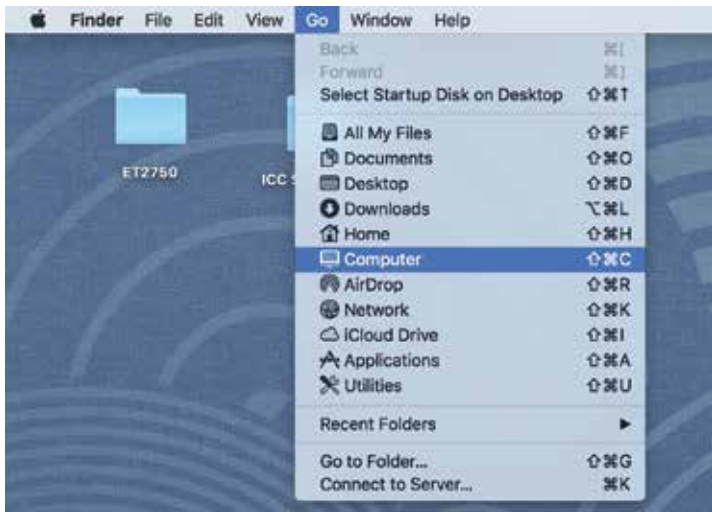 Finder File Edit View Go Window Help
Back ⌘[
Forward ⌘]
Select Startup Disk on Desktop ⇧⌘↑
All My Files ⇧⌘F
Documents ⇧⌘O
Desktop ⇧⌘D
Downloads ⌥⌘L
Home ⇧⌘H
Computer ⇧⌘C
AirDrop ⇧⌘R
Network ⇧⌘K
iCloud Drive ⇧⌘I
Applications ⇧⌘A
Utilities ⇧⌘U
Recent Folders
Go to Folder... ⇧⌘G
Connect to Server... ⌘K
ET2750
ICC